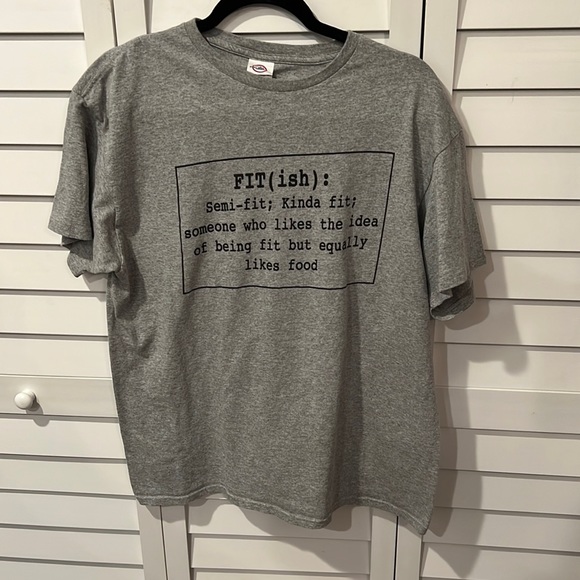 FIT(ish):
Semi-fit; Kinda fit;
someone who likes the idea
of being fit but equally
likes food